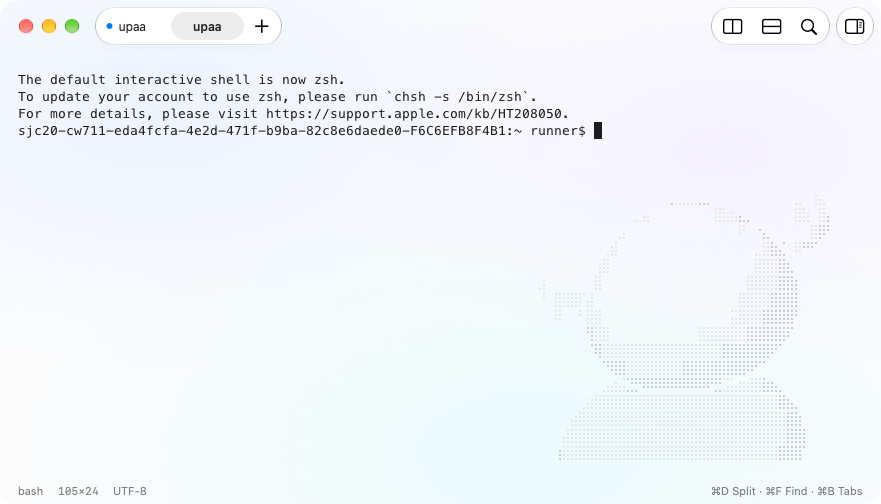 upaa upaa
The default interactive shell is now zsh.
To update your account to use zsh, please run `chsh -s /bin/zsh`.
For more details, please visit https://support.apple.com/kb/HT208050.
sjc20-cw711-eda4fcfa-4e2d-471f-b9ba-82c8e6daede0-F6C6EFB8F4B1:~ runner$
bash 105×24 UTF-8 ⌘D Split · ⌘F Find · ⌘B Tabs